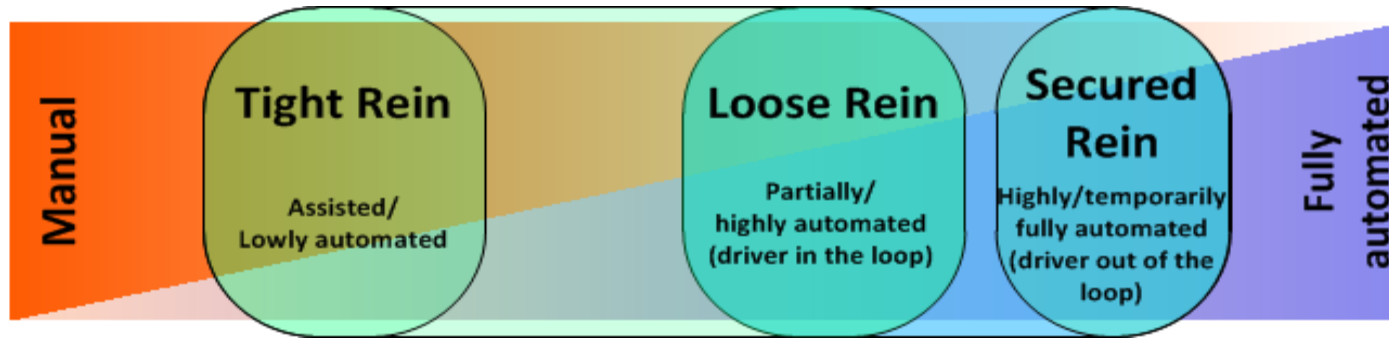 Manual
Tight Rein
Assisted/
Lowly automated
Loose Rein
Partially/
highly automated
(driver in the loop)
Secured
Rein
Highly/temporarily
fully automated
(driver out of the
loop)
Fully
automated